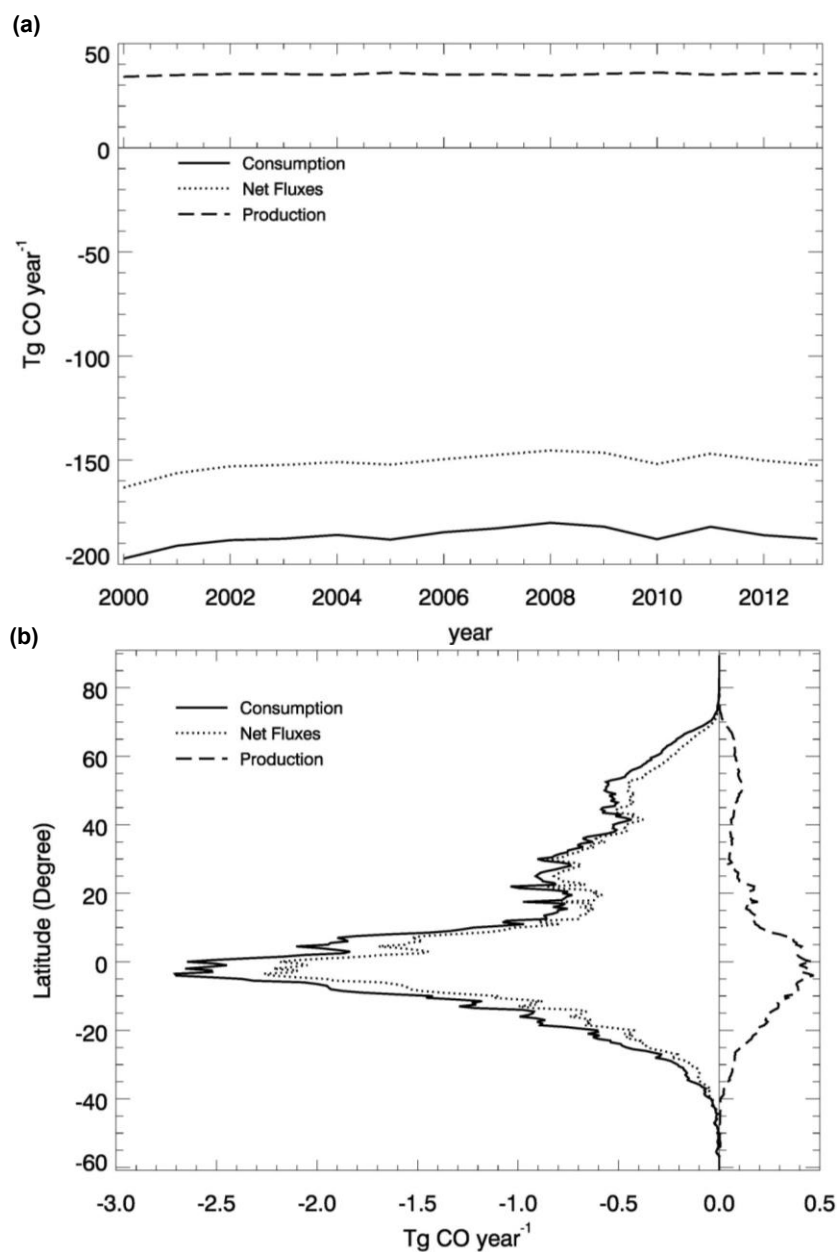 (a)
50
0
-50
-100
-150
-200
Tg CO year-1
Consumption
Net Fluxes
Production
2000 2002 2004 2006 2008 2010 2012
year
(b)
80
60
40
20
0
-20
-40
-60
Latitude (Degree)
Consumption
Net Fluxes
Production
-3.0 -2.5 -2.0 -1.5 -1.0 -0.5 0.0 0.5
Tg CO year-1